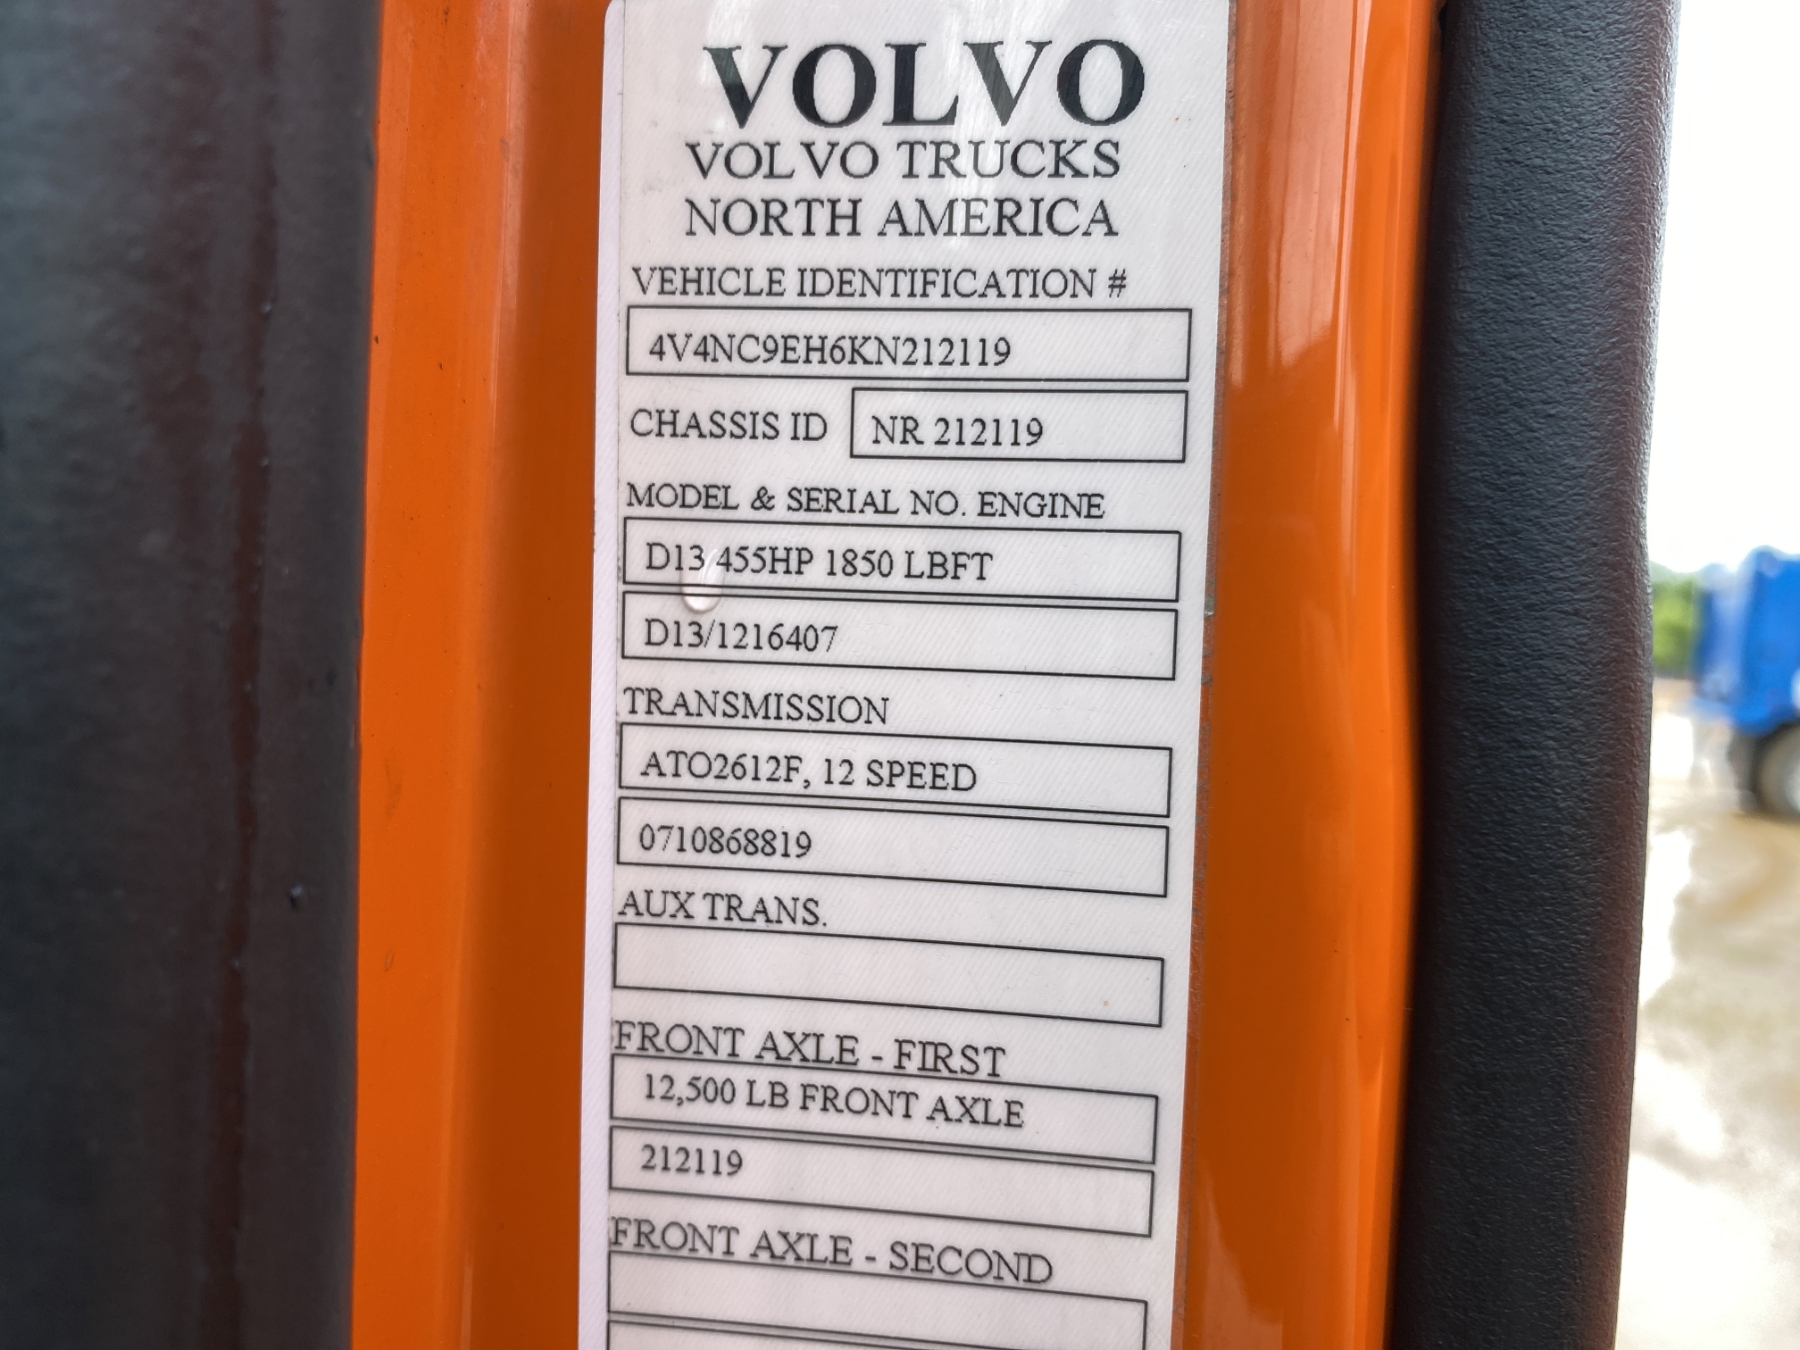 VOLVO
VOLVO TRUCKS
NORTH AMERICA
VEHICLE IDENTIFICATION #
4V4NC9EH6KN212119
CHASSIS ID NR 212119
MODEL & SERIAL NO. ENGINE
D13 455HP 1850 LBFT
D13/1216407
TRANSMISSION
ATO2612F, 12 SPEED
0710868819
AUX TRANS.
FRONT AXLE - FIRST
12,500 LB FRONT AXLE
212119
FRONT AXLE - SECOND